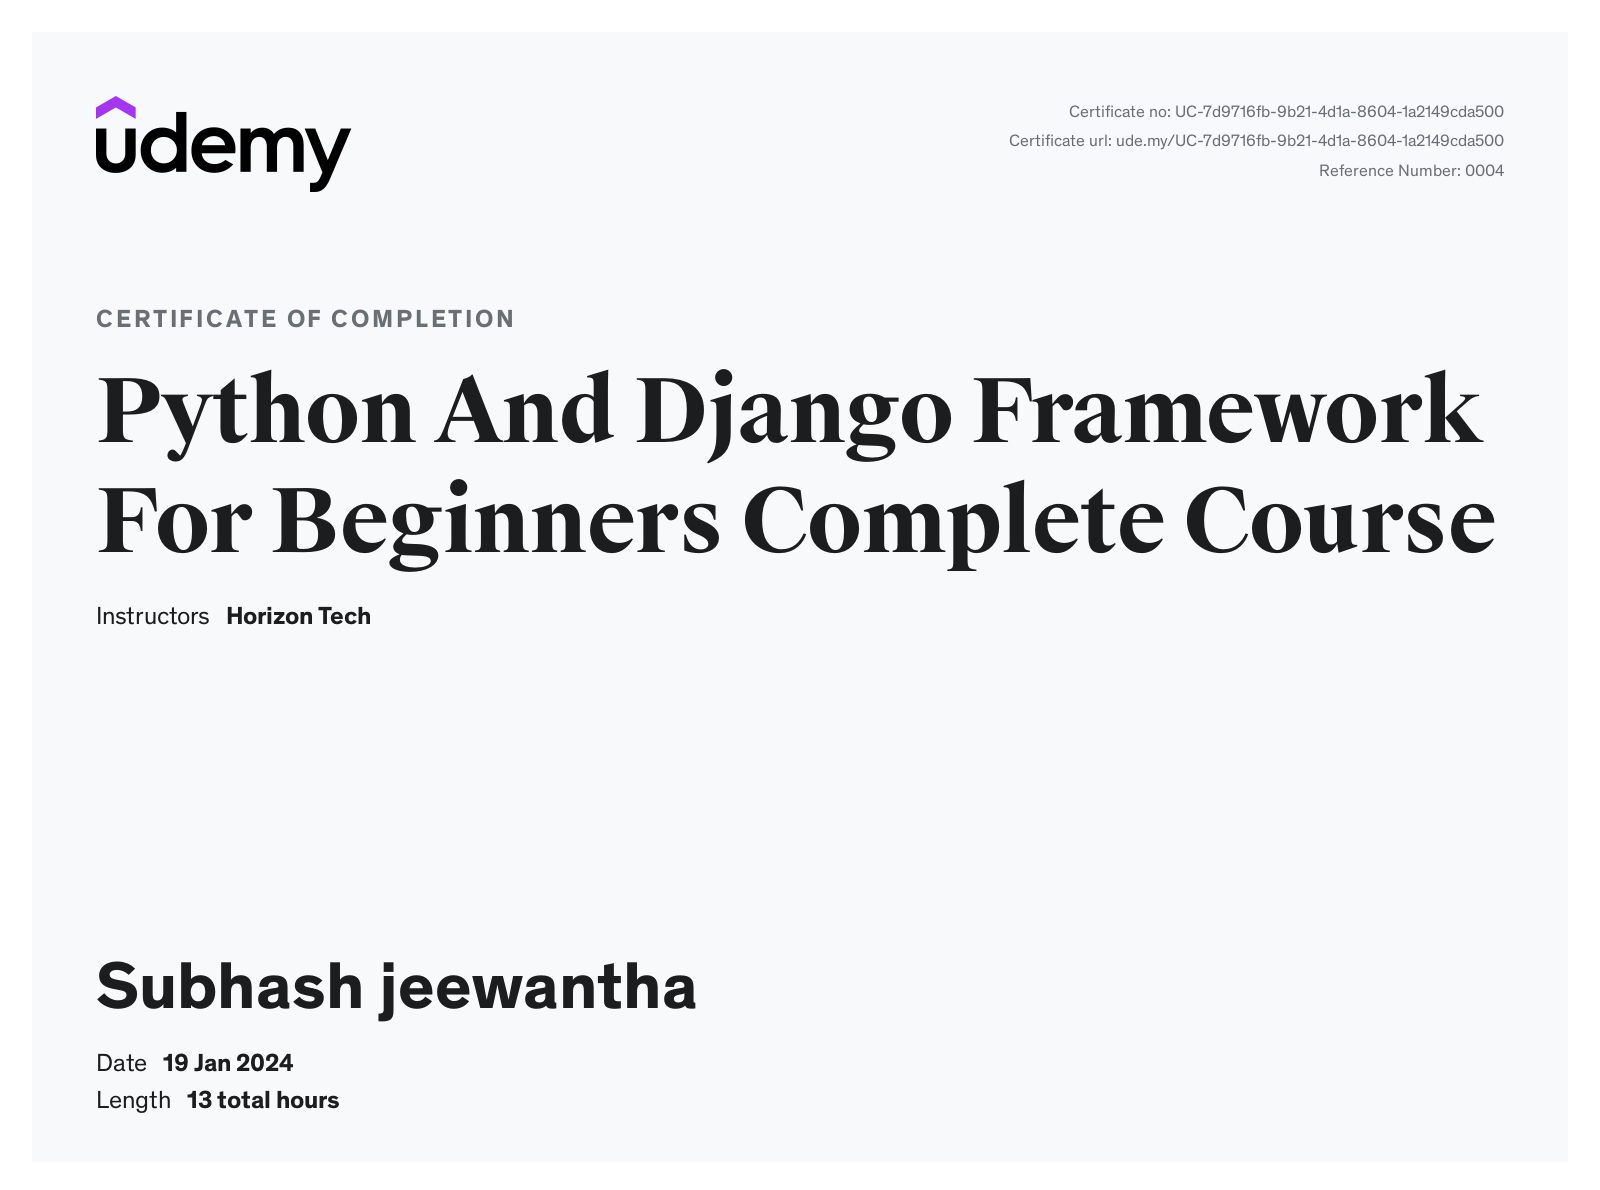 udemy
Certificate no: UC-7d9716fb-9b21-4d1a-8604-1a2149cda500
Certificate url: ude.my/UC-7d9716fb-9b21-4d1a-8604-1a2149cda500
Reference Number: 0004
CERTIFICATE OF COMPLETION
Python And Django Framework
For Beginners Complete Course
Instructors Horizon Tech
Subhash jeewantha
Date 19 Jan 2024
Length 13 total hours